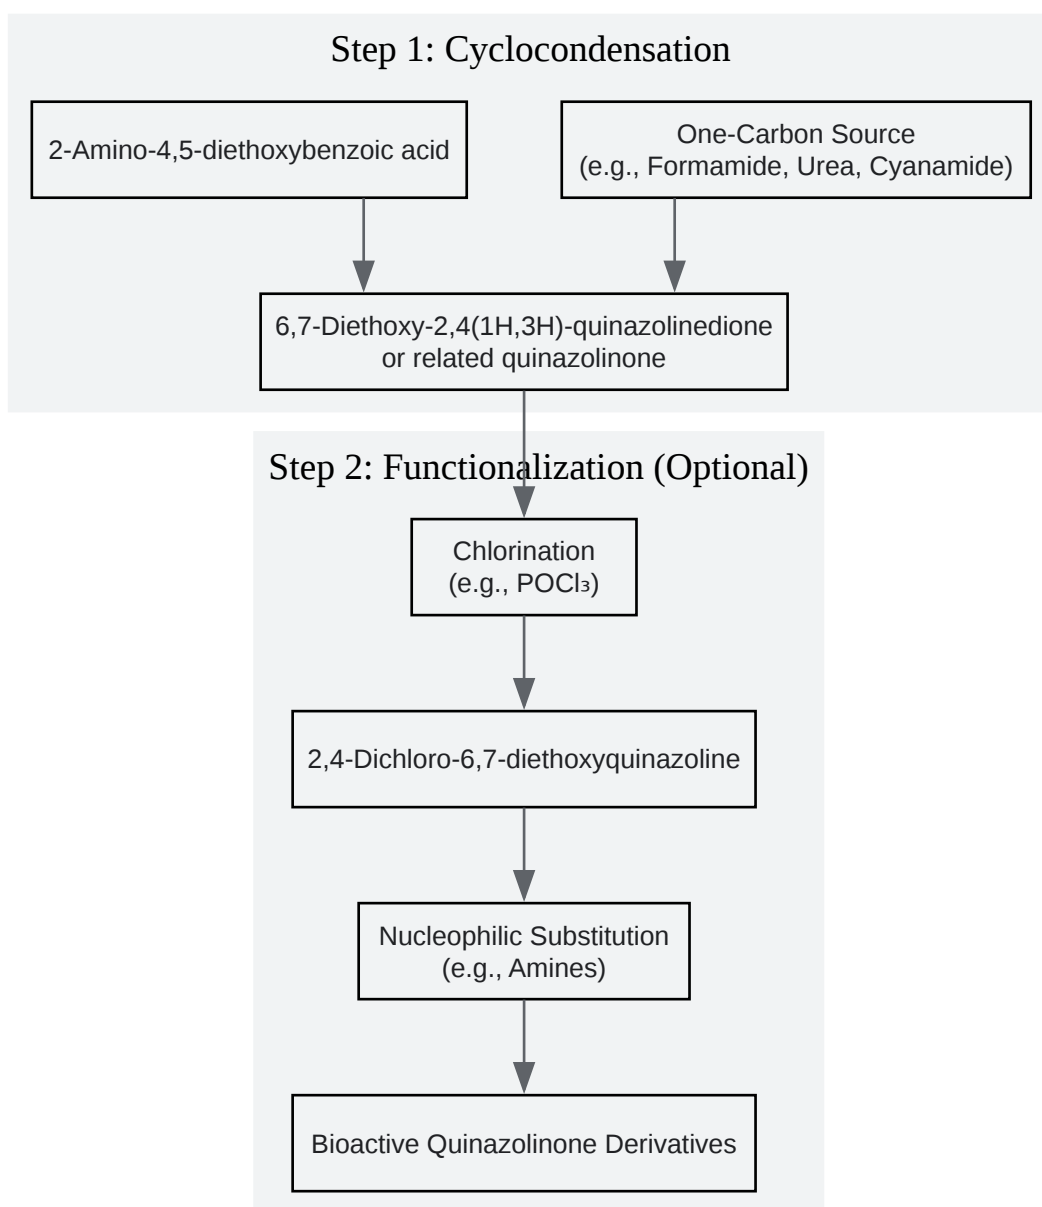 Step 1: Cyclocondensation
2-Amino-4,5-diethoxybenzoic acid
One-Carbon Source
(e.g., Formamide, Urea, Cyanamide)
6,7-Diethoxy-2,4(1H,3H)-quinazolinedione
or related quinazolinone
Step 2: Functionalization (Optional)
Chlorination
(e.g., POCl₃)
2,4-Dichloro-6,7-diethoxyquinazoline
Nucleophilic Substitution
(e.g., Amines)
Bioactive Quinazolinone Derivatives